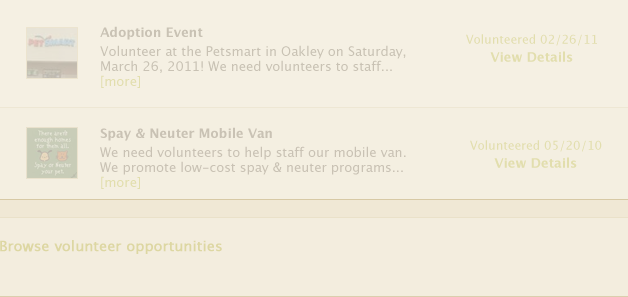 PETSMART
Adoption Event
Volunteered 02/26/11
Volunteer at the Petsmart in Oakley on Saturday,
View Details
March 26, 2011! We need volunteers to staff...
[more]
Spay & Neuter Mobile Van
Volunteered 05/20/10
We need volunteers to help staff our mobile van.
View Details
We promote low-cost spay & neuter programs...
[more]
Browse volunteer opportunities